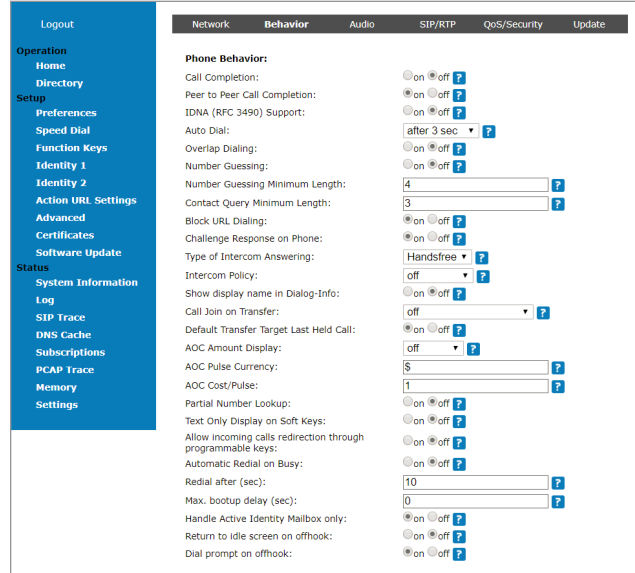 Logout
Operation
Home
Directory
Setup
Preferences
Speed Dial
Function Keys
Identity 1
Identity 2
Action URL Settings
Advanced
Certificates
Software Update
Status
System Information
Log
SIP Trace
DNS Cache
Subscriptions
PCAP Trace
Memory
Settings
Network Behavior Audio SIP/RTP QoS/Security Update
Phone Behavior:
Call Completion: on off ?
Peer to Peer Call Completion: on off ?
IDNA (RFC 3490) Support: on off ?
Auto Dial: after 3 sec ?
Overlap Dialing: on off ?
Number Guessing: on off ?
Number Guessing Minimum Length: 4 ?
Contact Query Minimum Length: 3 ?
Block URL Dialing: on off ?
Challenge Response on Phone: on off ?
Type of Intercom Answering: Handsfree ?
Intercom Policy: off ?
Show display name in Dialog-Info: on off ?
Call Join on Transfer: off ?
Default Transfer Target Last Held Call: on off ?
AOC Amount Display: off ?
AOC Pulse Currency: $ ?
AOC Cost/Pulse: 1 ?
Partial Number Lookup: on off ?
Text Only Display on Soft Keys: on off ?
Allow incoming calls redirection through
programmable keys: on off ?
Automatic Redial on Busy: on off ?
Redial after (sec): 10 ?
Max. bootup delay (sec): 0 ?
Handle Active Identity Mailbox only: on off ?
Return to idle screen on offhook: on off ?
Dial prompt on offhook: on off ?